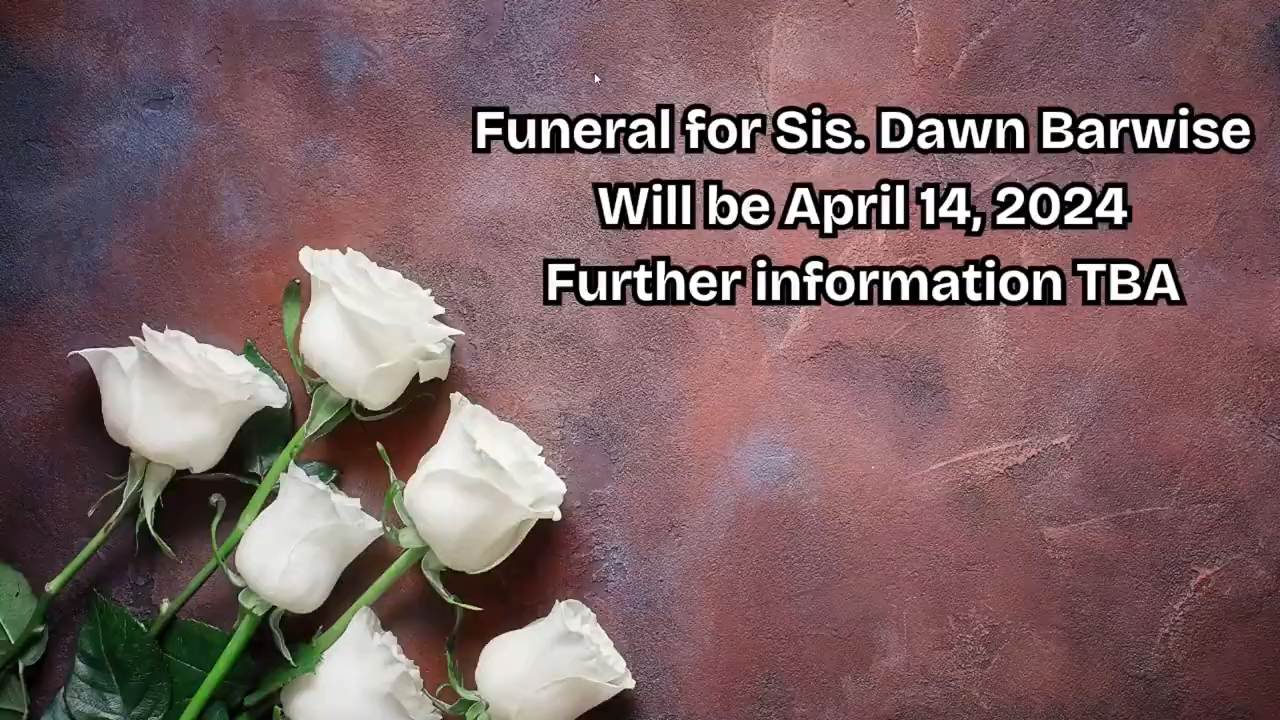 Funeral for Sis. Dawn Barwise
Will be April 14, 2024
Further information TBA